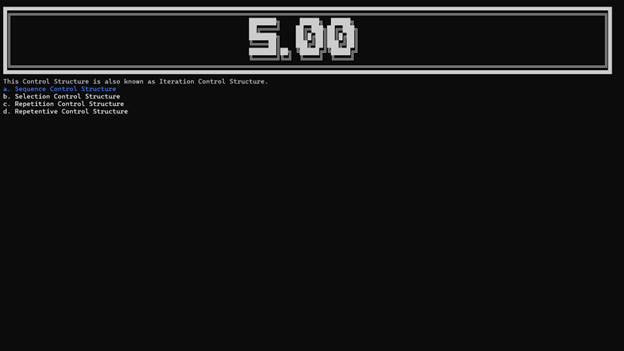 5.00
This Control Structure is also known as Iteration Control Structure.
a. Sequence Control Structure
b. Selection Control Structure
c. Repetition Control Structure
d. Repetentive Control Structure